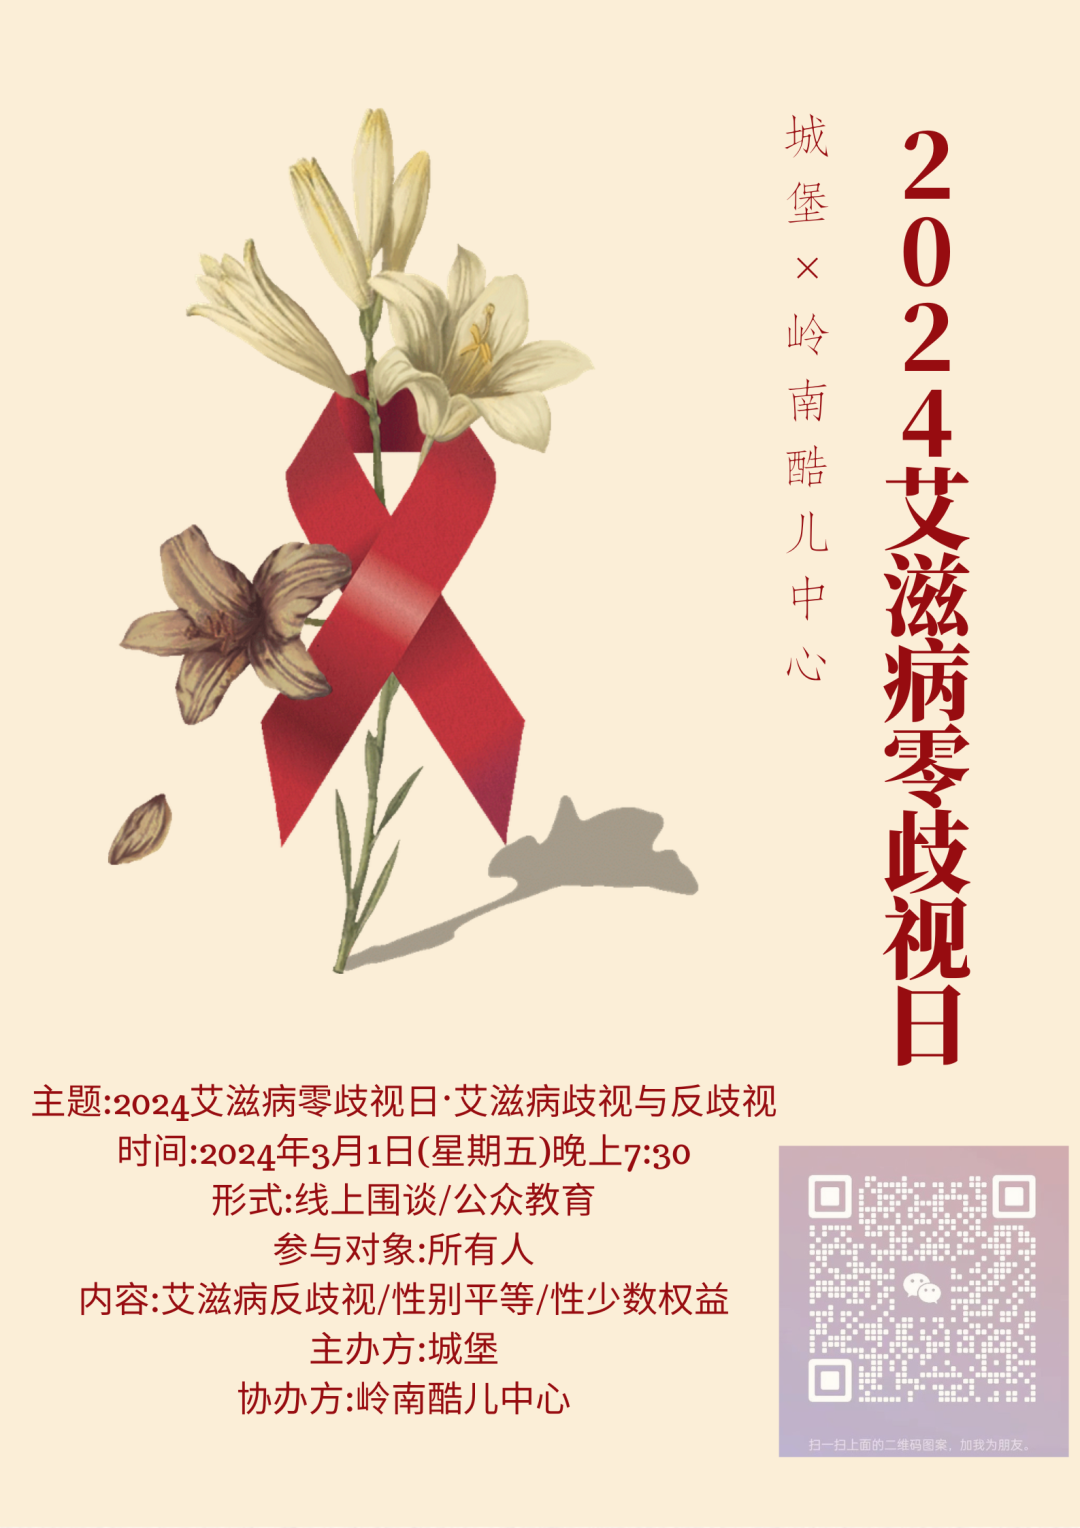 2024艾滋病零歧视日
城堡×岭南酷儿中心
主题:2024艾滋病零歧视日·艾滋病歧视与反歧视
时间:2024年3月1日(星期五)晚上7:30
形式:线上围谈/公众教育
参与对象:所有人
内容:艾滋病反歧视/性别平等/性少数权益
主办方:城堡
协办方:岭南酷儿中心
扫一扫上面的二维码图案，加我为朋友。